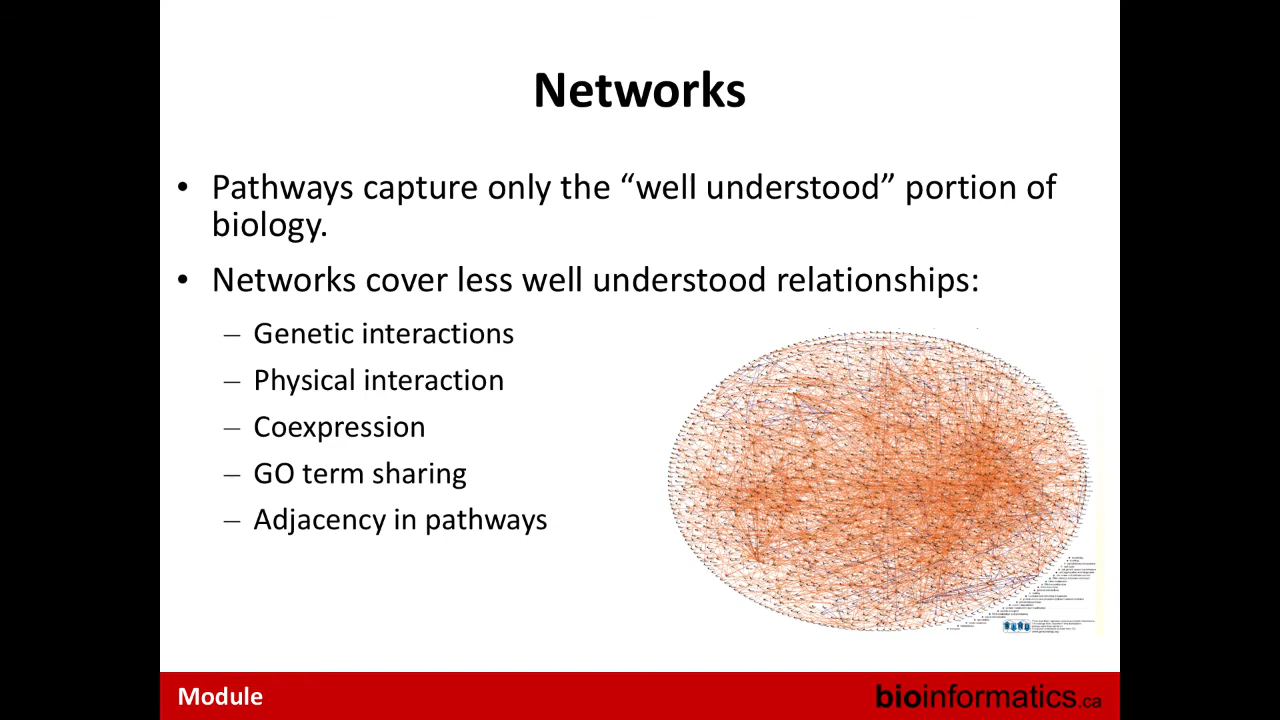 Networks
• Pathways capture only the “well understood” portion of
biology.
• Networks cover less well understood relationships:
– Genetic interactions
– Physical interaction
– Coexpression
– GO term sharing
– Adjacency in pathways
Module
bioinformatics.ca